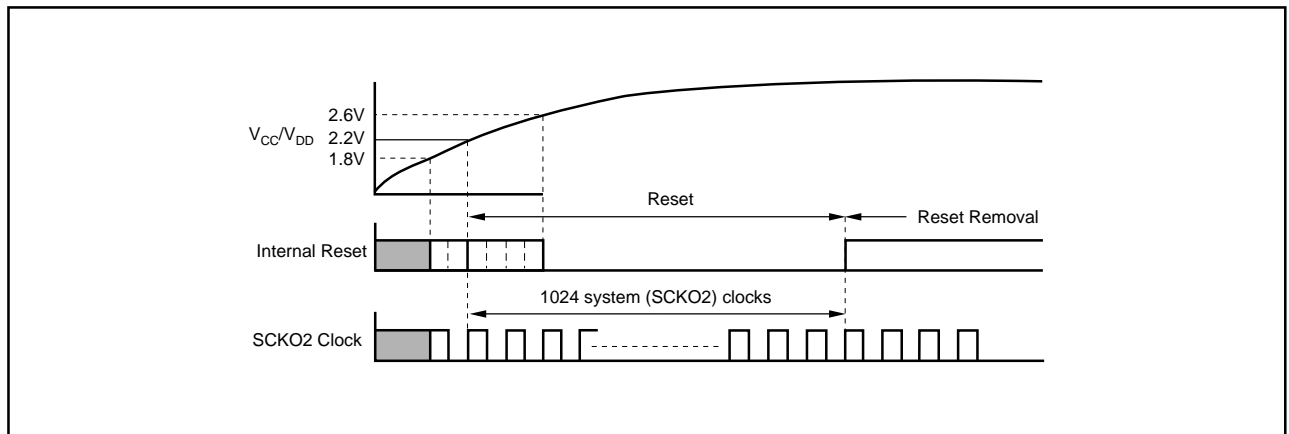 2.6V
V_CC/V_DD 2.2V
1.8V
Reset
Reset Removal
Internal Reset
1024 system (SCKO2) clocks
SCKO2 Clock